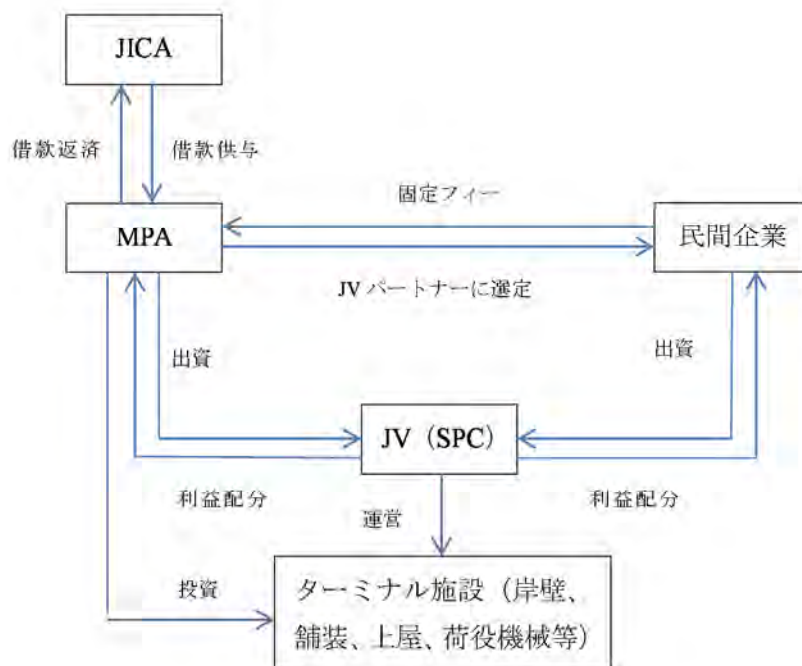 JICA
借款返済
借款供与
固定フィー
MPA
民間企業
JV パートナーに選定
出資
出資
JV（SPC）
利益配分
利益配分
運営
投資
ターミナル施設（岸壁、
舗装、上屋、荷役機械等）